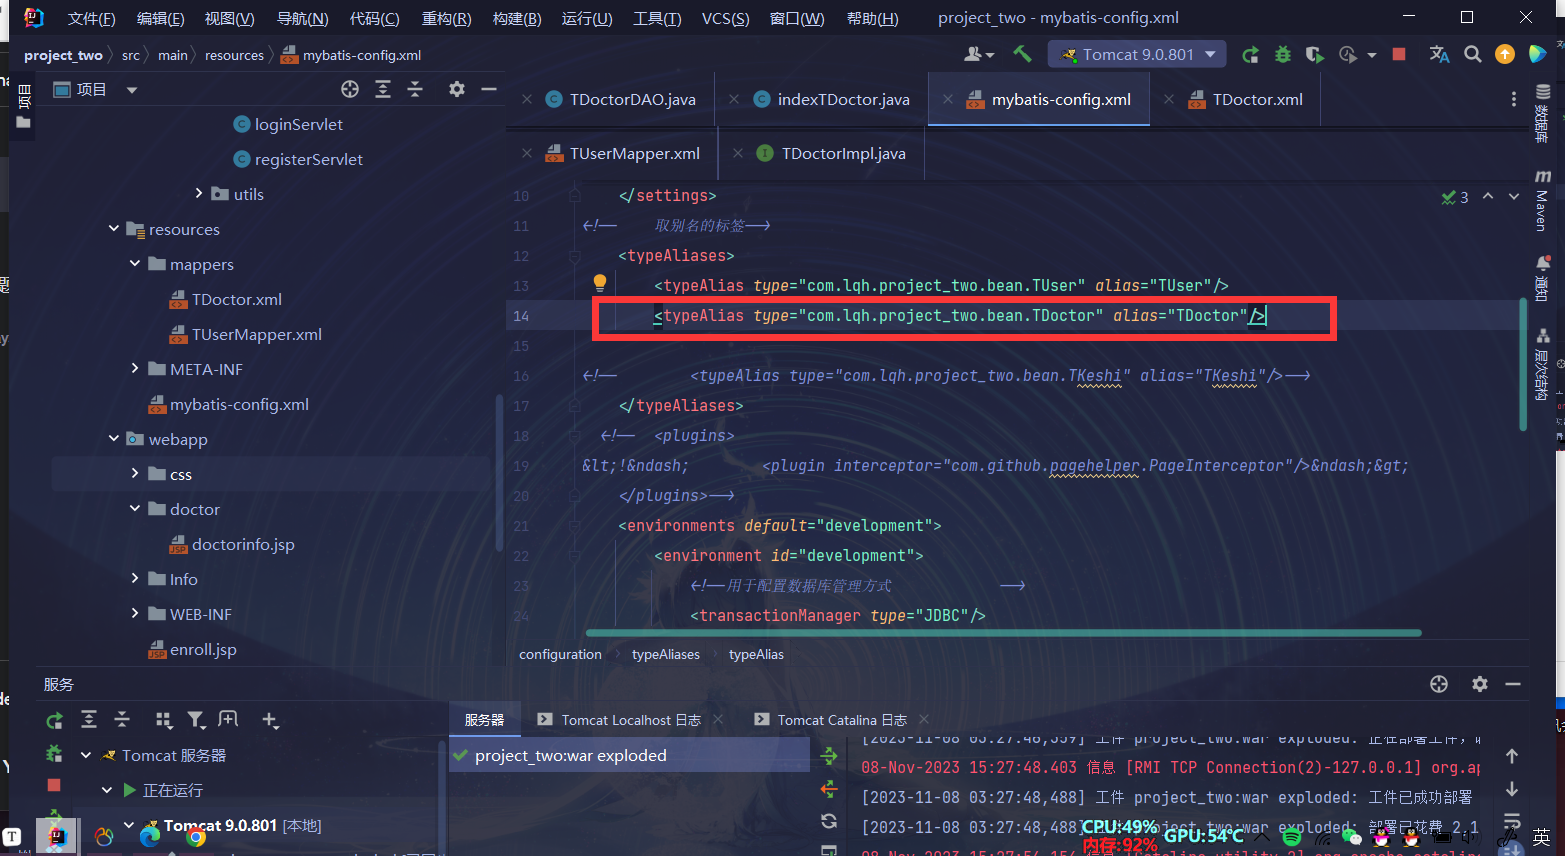 文件(F) 编辑(E) 视图(V) 导航(N) 代码(C) 重构(R) 构建(B) 运行(U) 工具(T) VCS(S) 窗口(W) 帮助(H) project_two - mybatis-config.xml
project_two src main resources mybatis-config.xml Tomcat 9.0.801
项目
项目
TDoctorDAO.java indexTDoctor.java mybatis-config.xml TDoctor.xml
TUserMapper.xml TDoctorImpl.java
loginServlet
registerServlet
utils
resources
mappers
TDoctor.xml
TUserMapper.xml
META-INF
mybatis-config.xml
webapp
css
doctor
doctorinfo.jsp
Info
WEB-INF
enroll.jsp
3
10 </settings>
11 <!-- 取别名的标签-->
12 <typeAliases>
13 <typeAlias type="com.lqh.project_two.bean.TUser" alias="TUser"/>
14 <typeAlias type="com.lqh.project_two.bean.TDoctor" alias="TDoctor"/>
15
16 <!-- <typeAlias type="com.lqh.project_two.bean.TKeshi" alias="TKeshi"/>-->
17 </typeAliases>
18 <!-- <plugins>
19 &lt;!&ndash; <plugin interceptor="com.github.pagehelper.PageInterceptor"/>&ndash;&gt;
20 </plugins>-->
21 <environments default="development">
22 <environment id="development">
23 <!--用于配置数据库管理方式 -->
24 <transactionManager type="JDBC"/>
configuration typeAliases typeAlias
数据库
Maven
通知
层次结构
服务
服务器 Tomcat Localhost 日志 Tomcat Catalina 日志
Tomcat 服务器
正在运行
Tomcat 9.0.801 [本地]
project_two:war exploded
[2023-11-08 03:27:46,359] 工件 project_two:war exploded: 正在部署工件，
08-Nov-2023 15:27:48.403 信息 [RMI TCP Connection(2)-127.0.0.1] org.ap
[2023-11-08 03:27:48,488] 工件 project_two:war exploded: 工件已成功部署
[2023-11-08 03:27:48,488] 工件 project_two:war exploded: 部署已花费 2,1
CPU:49% GPU:54℃
内存:92%
英